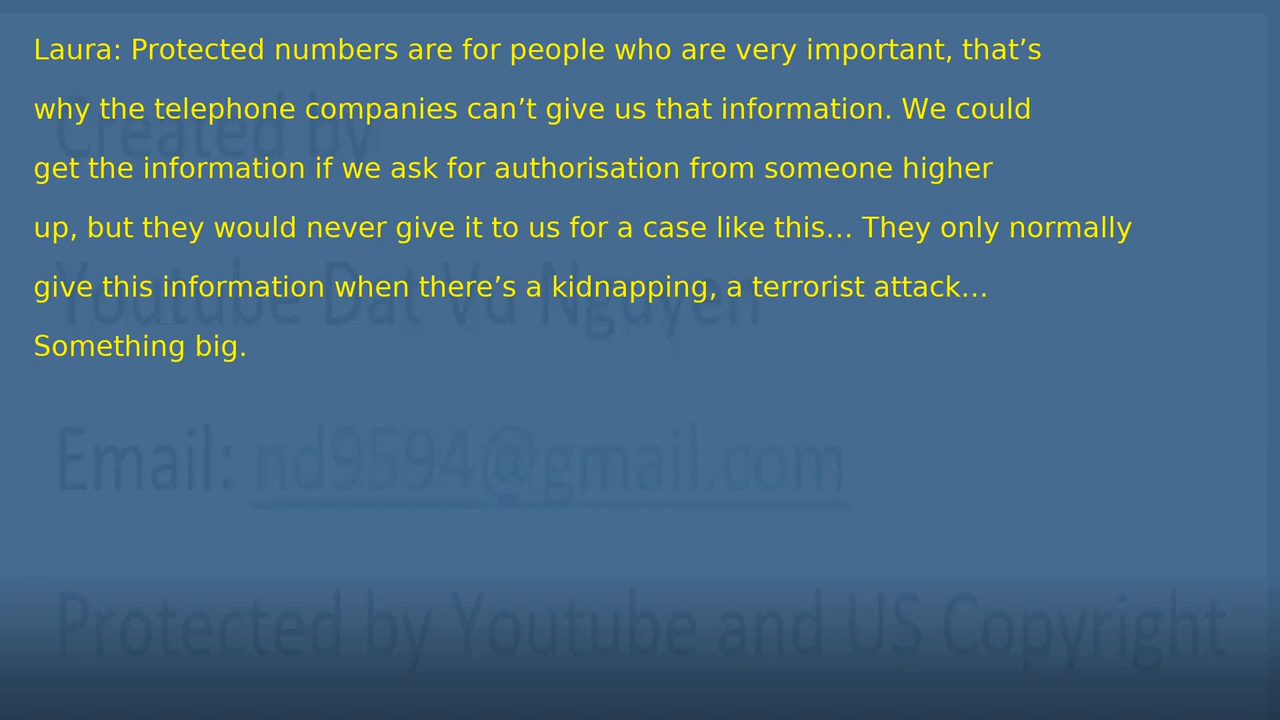 Laura: Protected numbers are for people who are very important, that’s
why the telephone companies can’t give us that information. We could
get the information if we ask for authorisation from someone higher
up, but they would never give it to us for a case like this... They only normally
give this information when there’s a kidnapping, a terrorist attack...
Something big.
Created by
Youtube Dat Vu Nguyen
Email: nd9594@gmail.com
Protected by Youtube and US Copyright